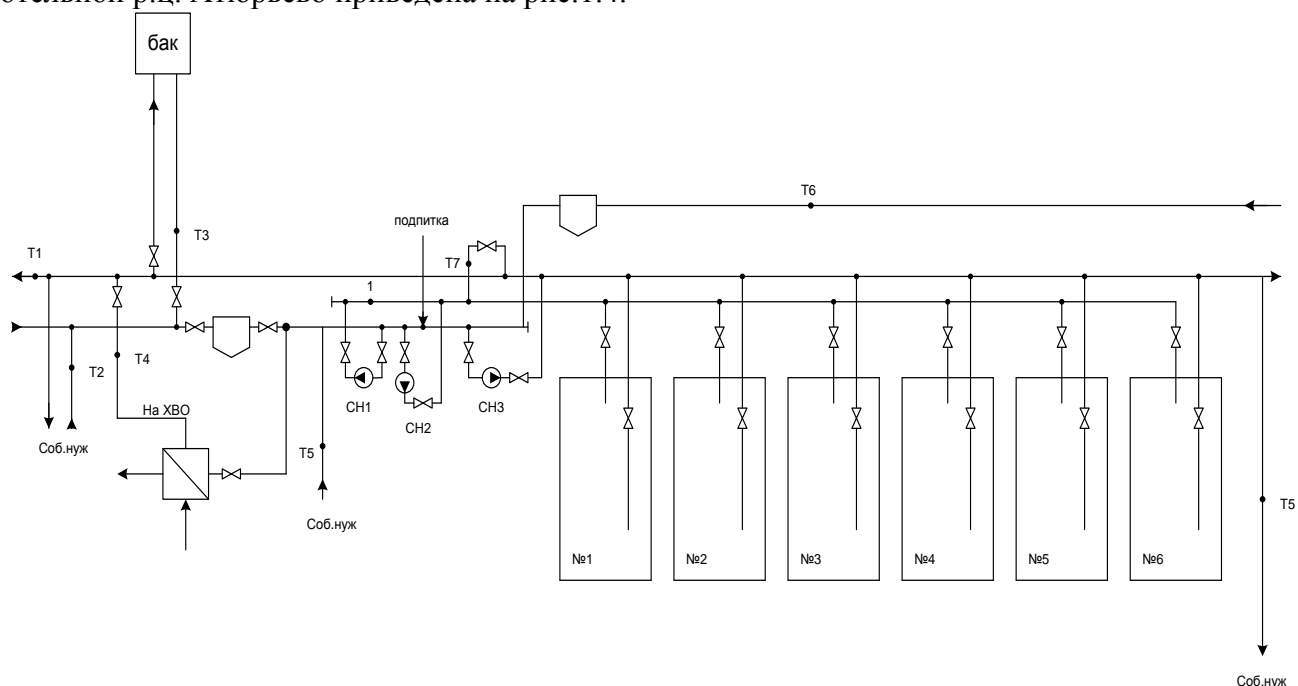 котельной р.ц. Атюрьево приведена на рис.1.4.
бак
Т6
подпитка
Т3
Т1
Т7
1
Т2
Т4
На ХВО
СН1
СН2
СН3
Соб.нуж
Т5
Т5
Соб.нуж
№1
№2
№3
№4
№5
№6
Соб.нуж